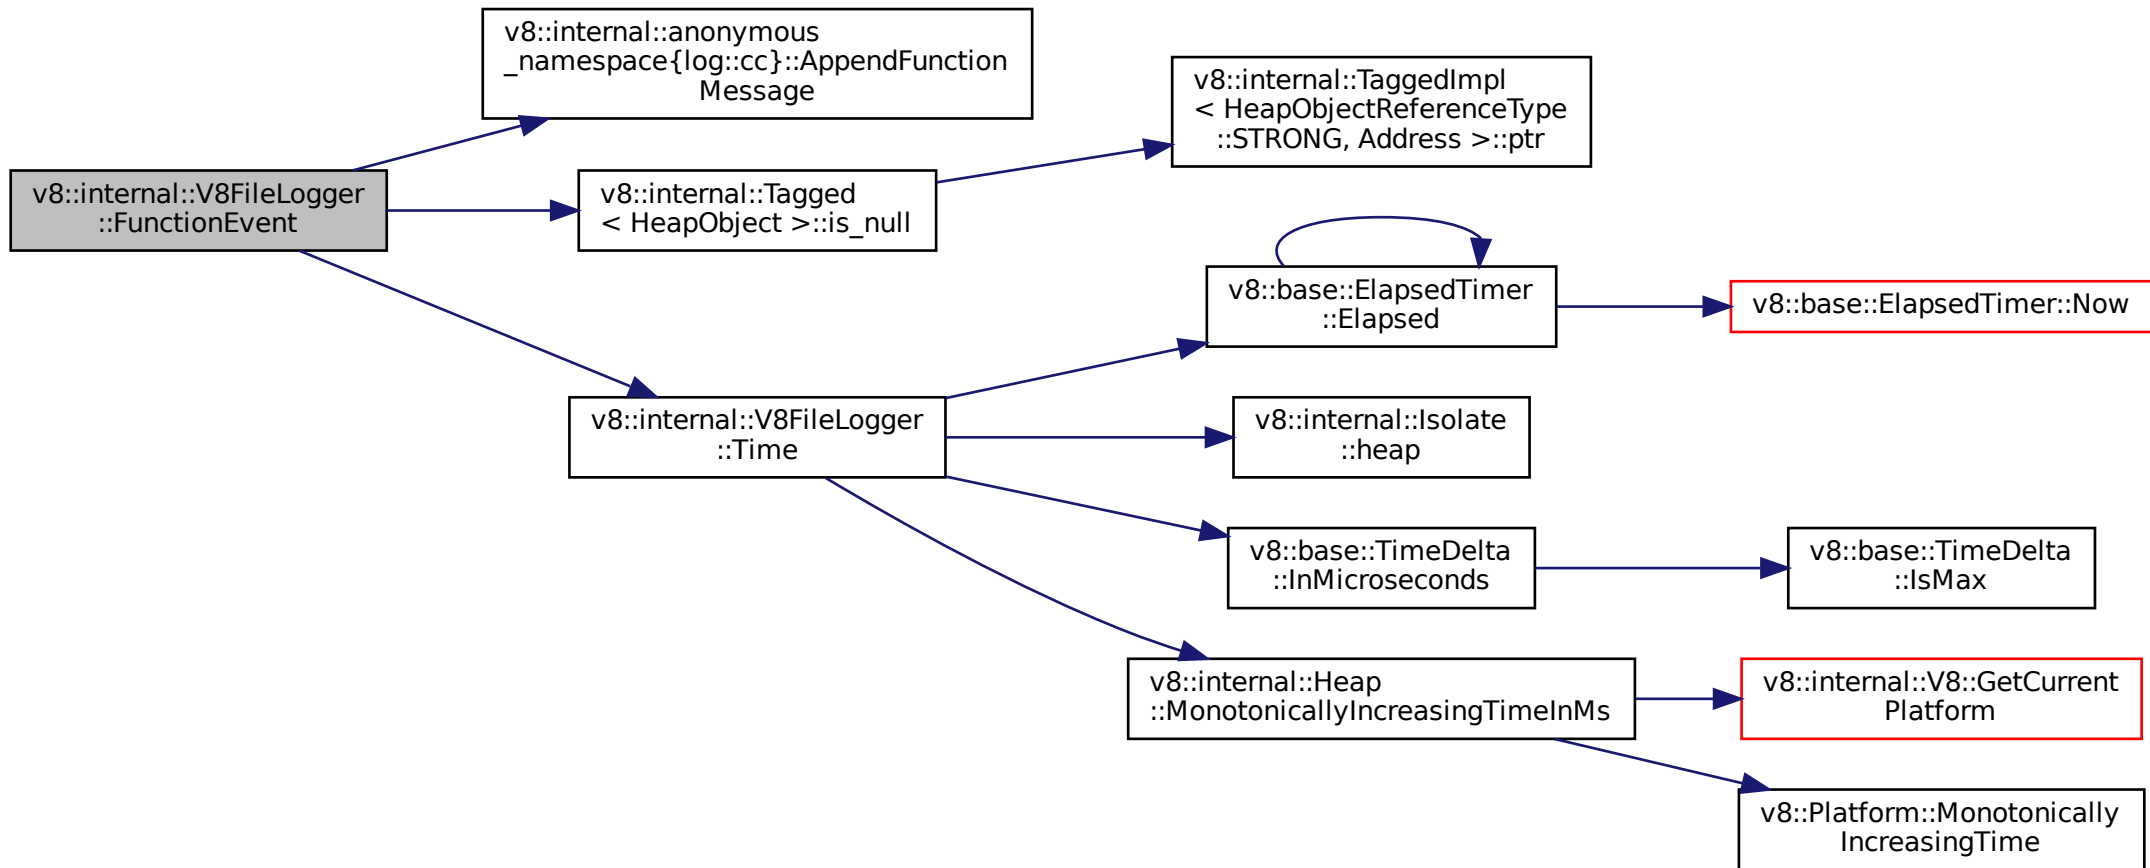 v8::internal::anonymous
_namespace{log::cc}::AppendFunction
Message
v8::internal::TaggedImpl
< HeapObjectReferenceType
::STRONG, Address >::ptr
v8::internal::V8FileLogger
::FunctionEvent
v8::internal::Tagged
< HeapObject >::is_null
v8::base::ElapsedTimer
::Elapsed
v8::base::ElapsedTimer::Now
v8::internal::V8FileLogger
::Time
v8::internal::Isolate
::heap
v8::base::TimeDelta
::InMicroseconds
v8::base::TimeDelta
::IsMax
v8::internal::Heap
::MonotonicallyIncreasingTimeInMs
v8::internal::V8::GetCurrent
Platform
v8::Platform::Monotonically
IncreasingTime